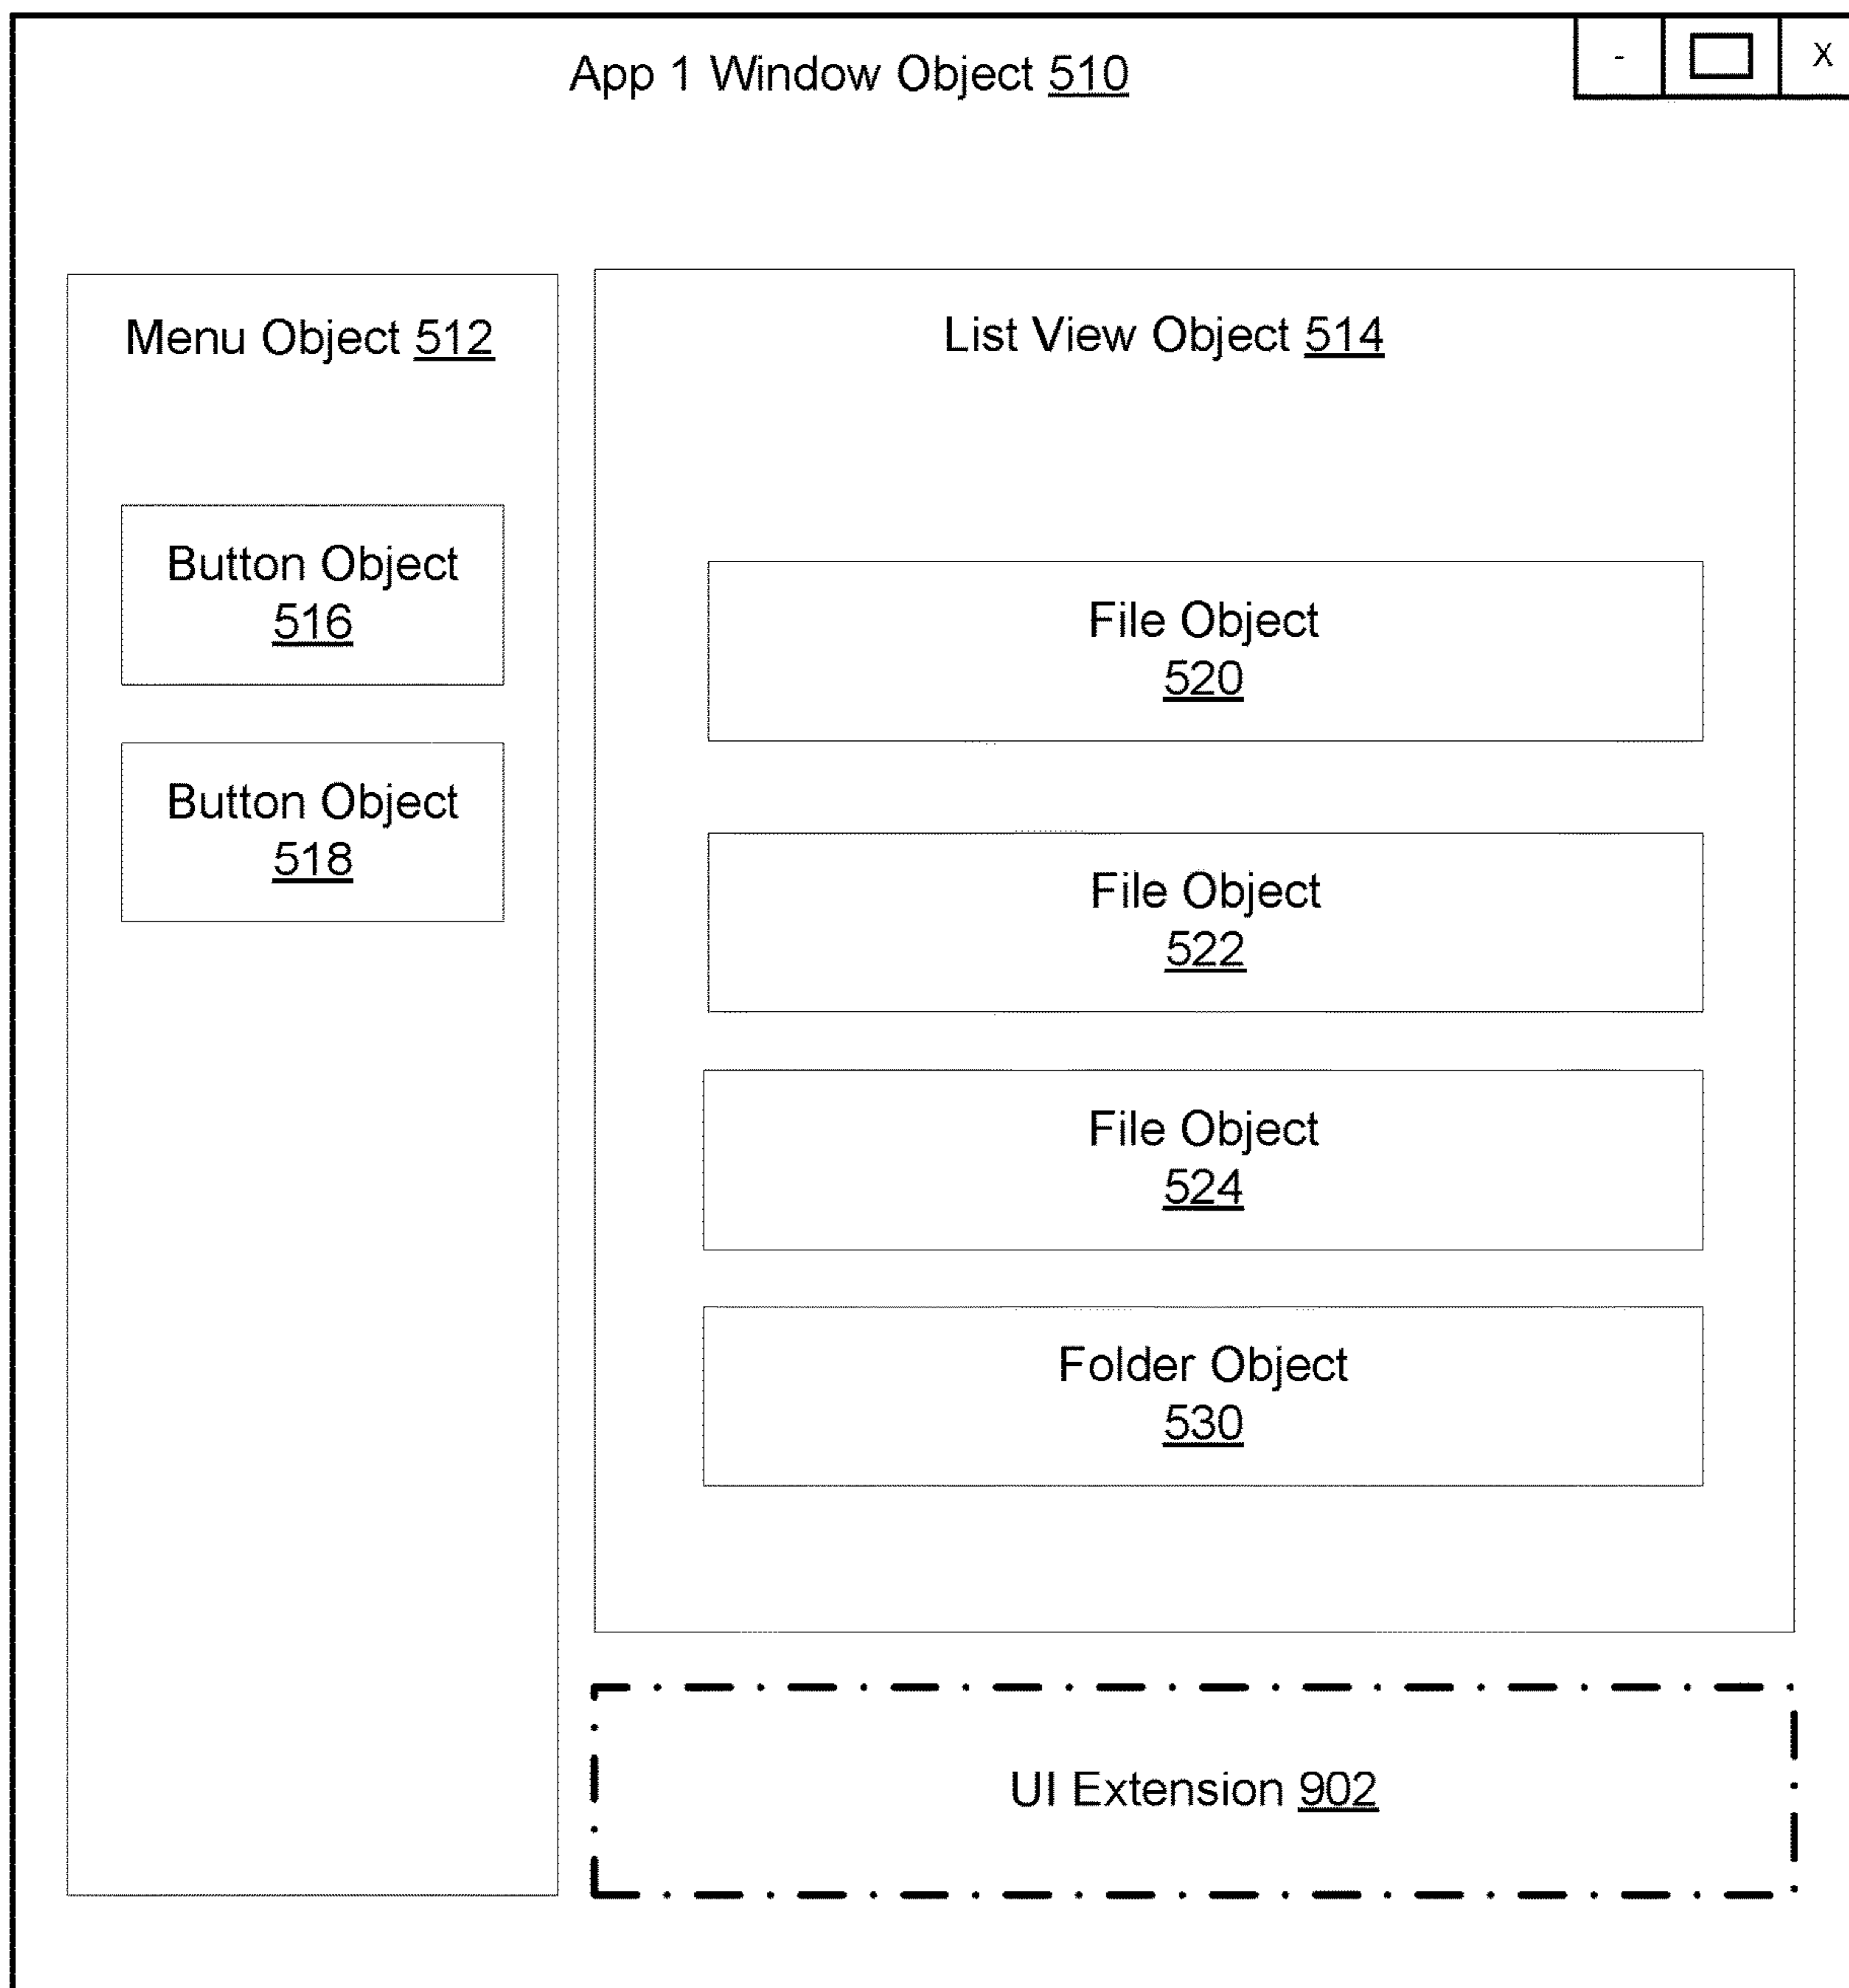 App 1 Window Object 510
-
X
Menu Object 512
Button Object
516
Button Object
518
List View Object 514
File Object
520
File Object
522
File Object
524
Folder Object
530
UI Extension 902